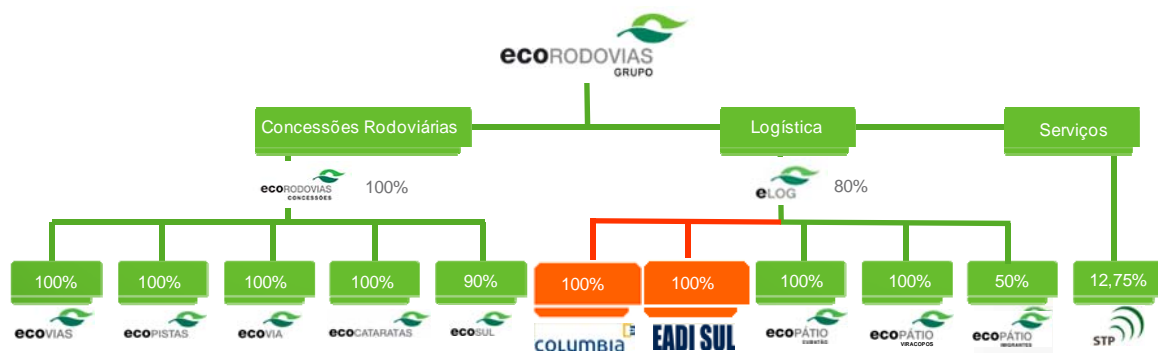 ecoRODOVIAS
GRUPO
Concessões Rodoviárias
Logística
Serviços
ecoRODOVIAS
CONCESSÕES
100%
eLOG
80%
100%
100%
100%
100%
90%
100%
100%
100%
100%
50%
12,75%
ecoVIAS
ecoPISTAS
ecoVIA
ecoCATARATAS
ecoSUL
COLUMBIA
EADI SUL
ecoPÁTIO
CUBATÃO
ecoPÁTIO
VIRACOPOS
ecoPÁTIO
IMIGRANTES
STP